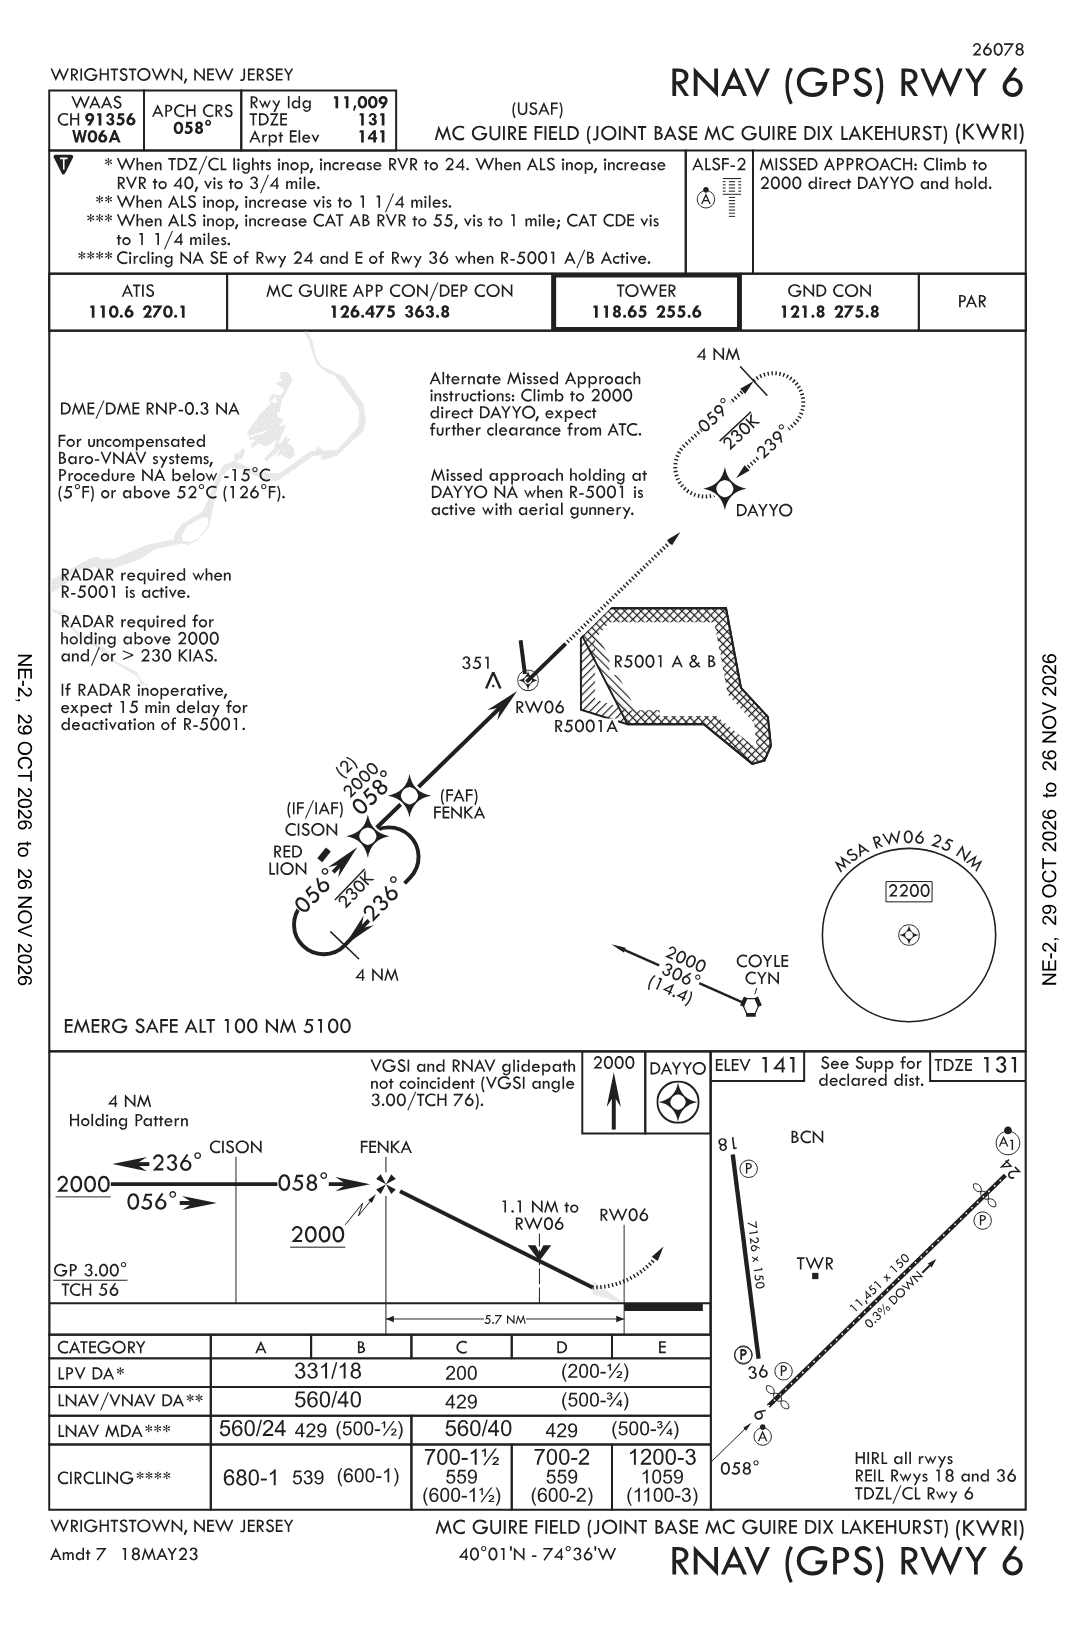 26078
WRIGHTSTOWN, NEW JERSEY
RNAV (GPS) RWY 6
WAAS
CH 91356
W06A
APCH CRS
058°
Rwy ldg 11,009
TDZE 131
Arpt Elev 141
(USAF)
MC GUIRE FIELD (JOINT BASE MC GUIRE DIX LAKEHURST) (KWRI)
T
* When TDZ/CL lights inop, increase RVR to 24. When ALS inop, increase
RVR to 40, vis to 3/4 mile.
** When ALS inop, increase vis to 1 1/4 miles.
*** When ALS inop, increase CAT AB RVR to 55, vis to 1 mile; CAT CDE vis
to 1 1/4 miles.
**** Circling NA SE of Rwy 24 and E of Rwy 36 when R-5001 A/B Active.
ALSF-2
A
MISSED APPROACH: Climb to
2000 direct DAYYO and hold.
ATIS
110.6 270.1
MC GUIRE APP CON/DEP CON
126.475 363.8
TOWER
118.65 255.6
GND CON
121.8 275.8
PAR
DME/DME RNP-0.3 NA
For uncompensated
Baro-VNAV systems,
Procedure NA below -15°C
(5°F) or above 52°C (126°F).
RADAR required when
R-5001 is active.
RADAR required for
holding above 2000
and/or > 230 KIAS.
If RADAR inoperative,
expect 15 min delay for
deactivation of R-5001.
Alternate Missed Approach
instructions: Climb to 2000
direct DAYYO, expect
further clearance from ATC.
Missed approach holding at
DAYYO NA when R-5001 is
active with aerial gunnery.
4 NM
059°
230K
239°
DAYYO
R5001 A & B
R5001A
351
RW06
(2)
2000
058°
(FAF)
FENKA
(IF/IAF)
CISON
RED
LION
056°
230K
236°
4 NM
2000
306°
(14.4)
COYLE
CYN
MSA RW06 25 NM
2200
EMERG SAFE ALT 100 NM 5100
NE-2, 29 OCT 2026 to 26 NOV 2026
NE-2, 29 OCT 2026 to 26 NOV 2026
VGSI and RNAV glidepath
not coincident (VGSI angle
3.00/TCH 76).
2000
DAYYO
4 NM
Holding Pattern
CISON
FENKA
236°
2000
056°
058°
2000
1.1 NM to
RW06
RW06
GP 3.00°
TCH 56
5.7 NM
ELEV 141
See Supp for
declared dist.
TDZE 131
BCN
A1
18
P
24
P
7126 x 150
TWR
11,451 x 150
0.3% DOWN
P
36
P
6
A
058°
HIRL all rwys
REIL Rwys 18 and 36
TDZL/CL Rwy 6
CATEGORY A B C D E
LPV DA* 331/18 200 (200-½)
LNAV/VNAV DA** 560/40 429 (500-¾)
LNAV MDA*** 560/24 429 (500-½) 560/40 429 (500-¾)
CIRCLING**** 680-1 539 (600-1)
700-1½
559
(600-1½)
700-2
559
(600-2)
1200-3
1059
(1100-3)
WRIGHTSTOWN, NEW JERSEY
MC GUIRE FIELD (JOINT BASE MC GUIRE DIX LAKEHURST) (KWRI)
Amdt 7 18MAY23
40°01'N - 74°36'W
RNAV (GPS) RWY 6